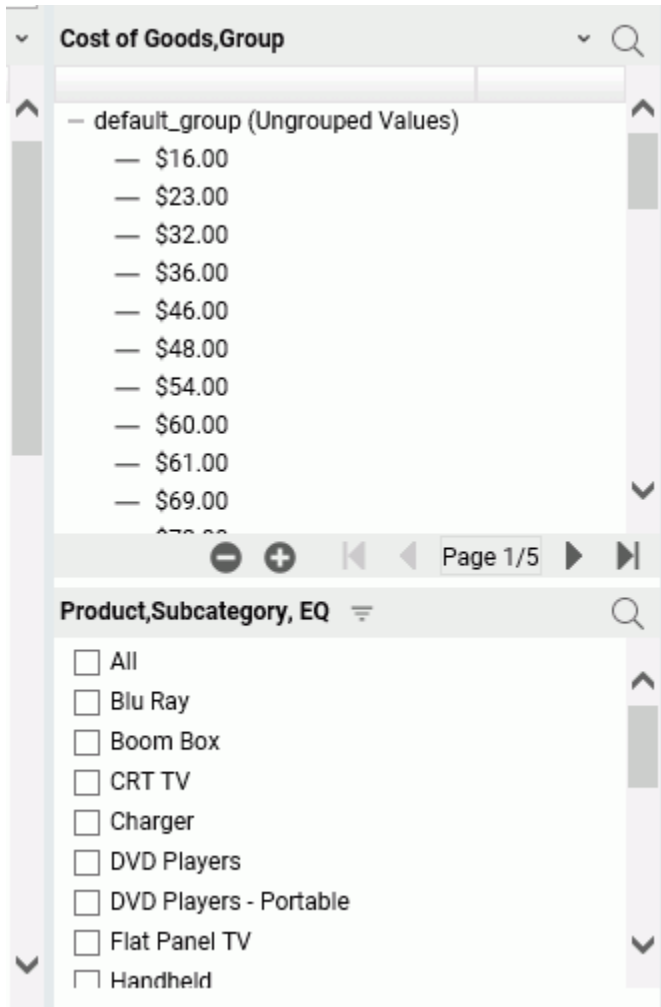 Cost of Goods,Group
default_group (Ungrouped Values)
$16.00
$23.00
$32.00
$36.00
$46.00
$48.00
$54.00
$60.00
$61.00
$69.00
Page 1/5
Product,Subcategory, EQ
All
Blu Ray
Boom Box
CRT TV
Charger
DVD Players
DVD Players - Portable
Flat Panel TV
Handheld